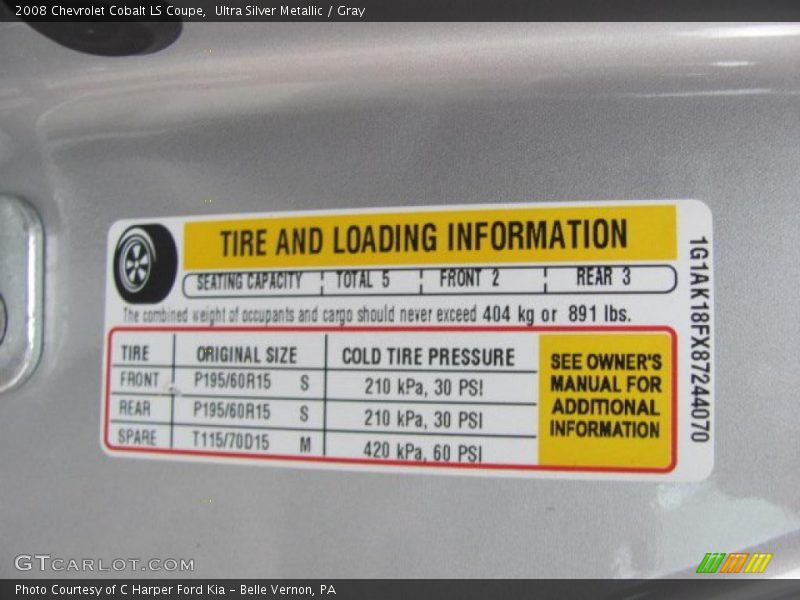 2008 Chevrolet Cobalt LS Coupe,  Ultra Silver Metallic / Gray
TIRE AND LOADING INFORMATION
SEATING CAPACITY TOTAL 5 FRONT 2 REAR 3
The combined weight of occupants and cargo should never exceed 404 kg or 891 lbs.
TIRE ORIGINAL SIZE COLD TIRE PRESSURE
FRONT P195/60R15 S 210 kPa, 30 PSI
REAR P195/60R15 S 210 kPa, 30 PSI
SPARE T115/70D15 M 420 kPa, 60 PSI
SEE OWNER'S
MANUAL FOR
ADDITIONAL
INFORMATION
1G1AK18FX87244070
GTCARLOT.COM
Photo Courtesy of C Harper Ford Kia - Belle Vernon, PA